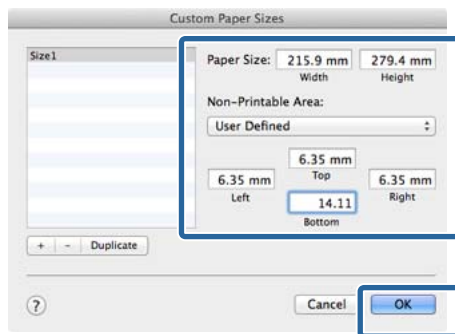 Custom Paper Sizes
Size1
Paper Size: 215.9 mm 279.4 mm
Width Height
Non-Printable Area:
User Defined
6.35 mm
Top
6.35 mm 6.35 mm
Left Right
14.11
Bottom
+ - Duplicate
? Cancel OK